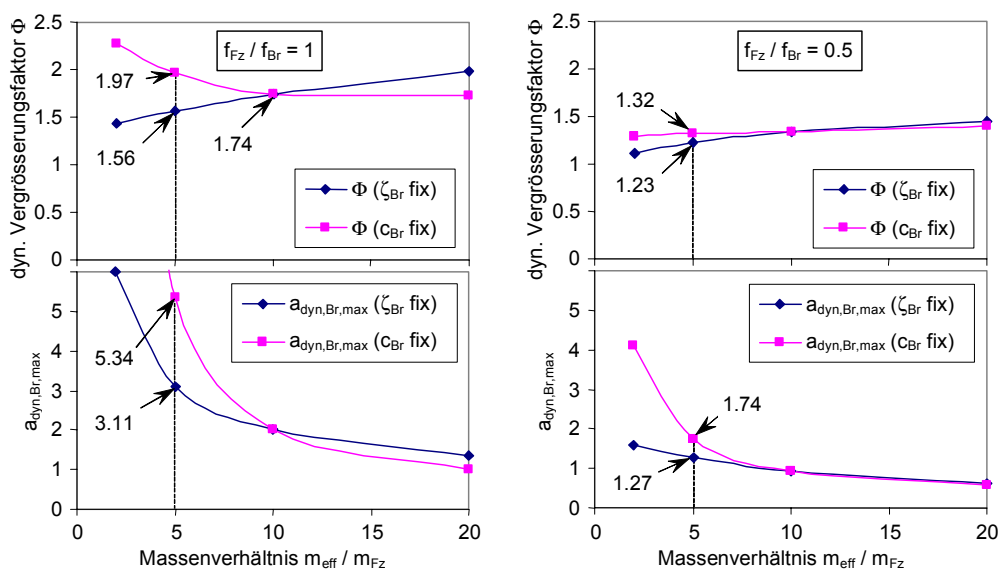 dyn. Vergrösserungsfaktor Φ
2.5
2
1.5
1
0.5
0
f_Fz / f_Br = 1
1.97
1.56
1.74
Φ (ζ_Br fix)
Φ (c_Br fix)
a_dyn,Br,max
5
4
3
2
1
0
a_dyn,Br,max (ζ_Br fix)
a_dyn,Br,max (c_Br fix)
5.34
3.11
0 5 10 15 20
Massenverhältnis m_eff / m_Fz
dyn. Vergrösserungsfaktor Φ
2.5
2
1.5
1
0.5
0
f_Fz / f_Br = 0.5
1.32
1.23
Φ (ζ_Br fix)
Φ (c_Br fix)
a_dyn,Br,max
5
4
3
2
1
0
a_dyn,Br,max (ζ_Br fix)
a_dyn,Br,max (c_Br fix)
1.74
1.27
0 5 10 15 20
Massenverhältnis m_eff / m_Fz